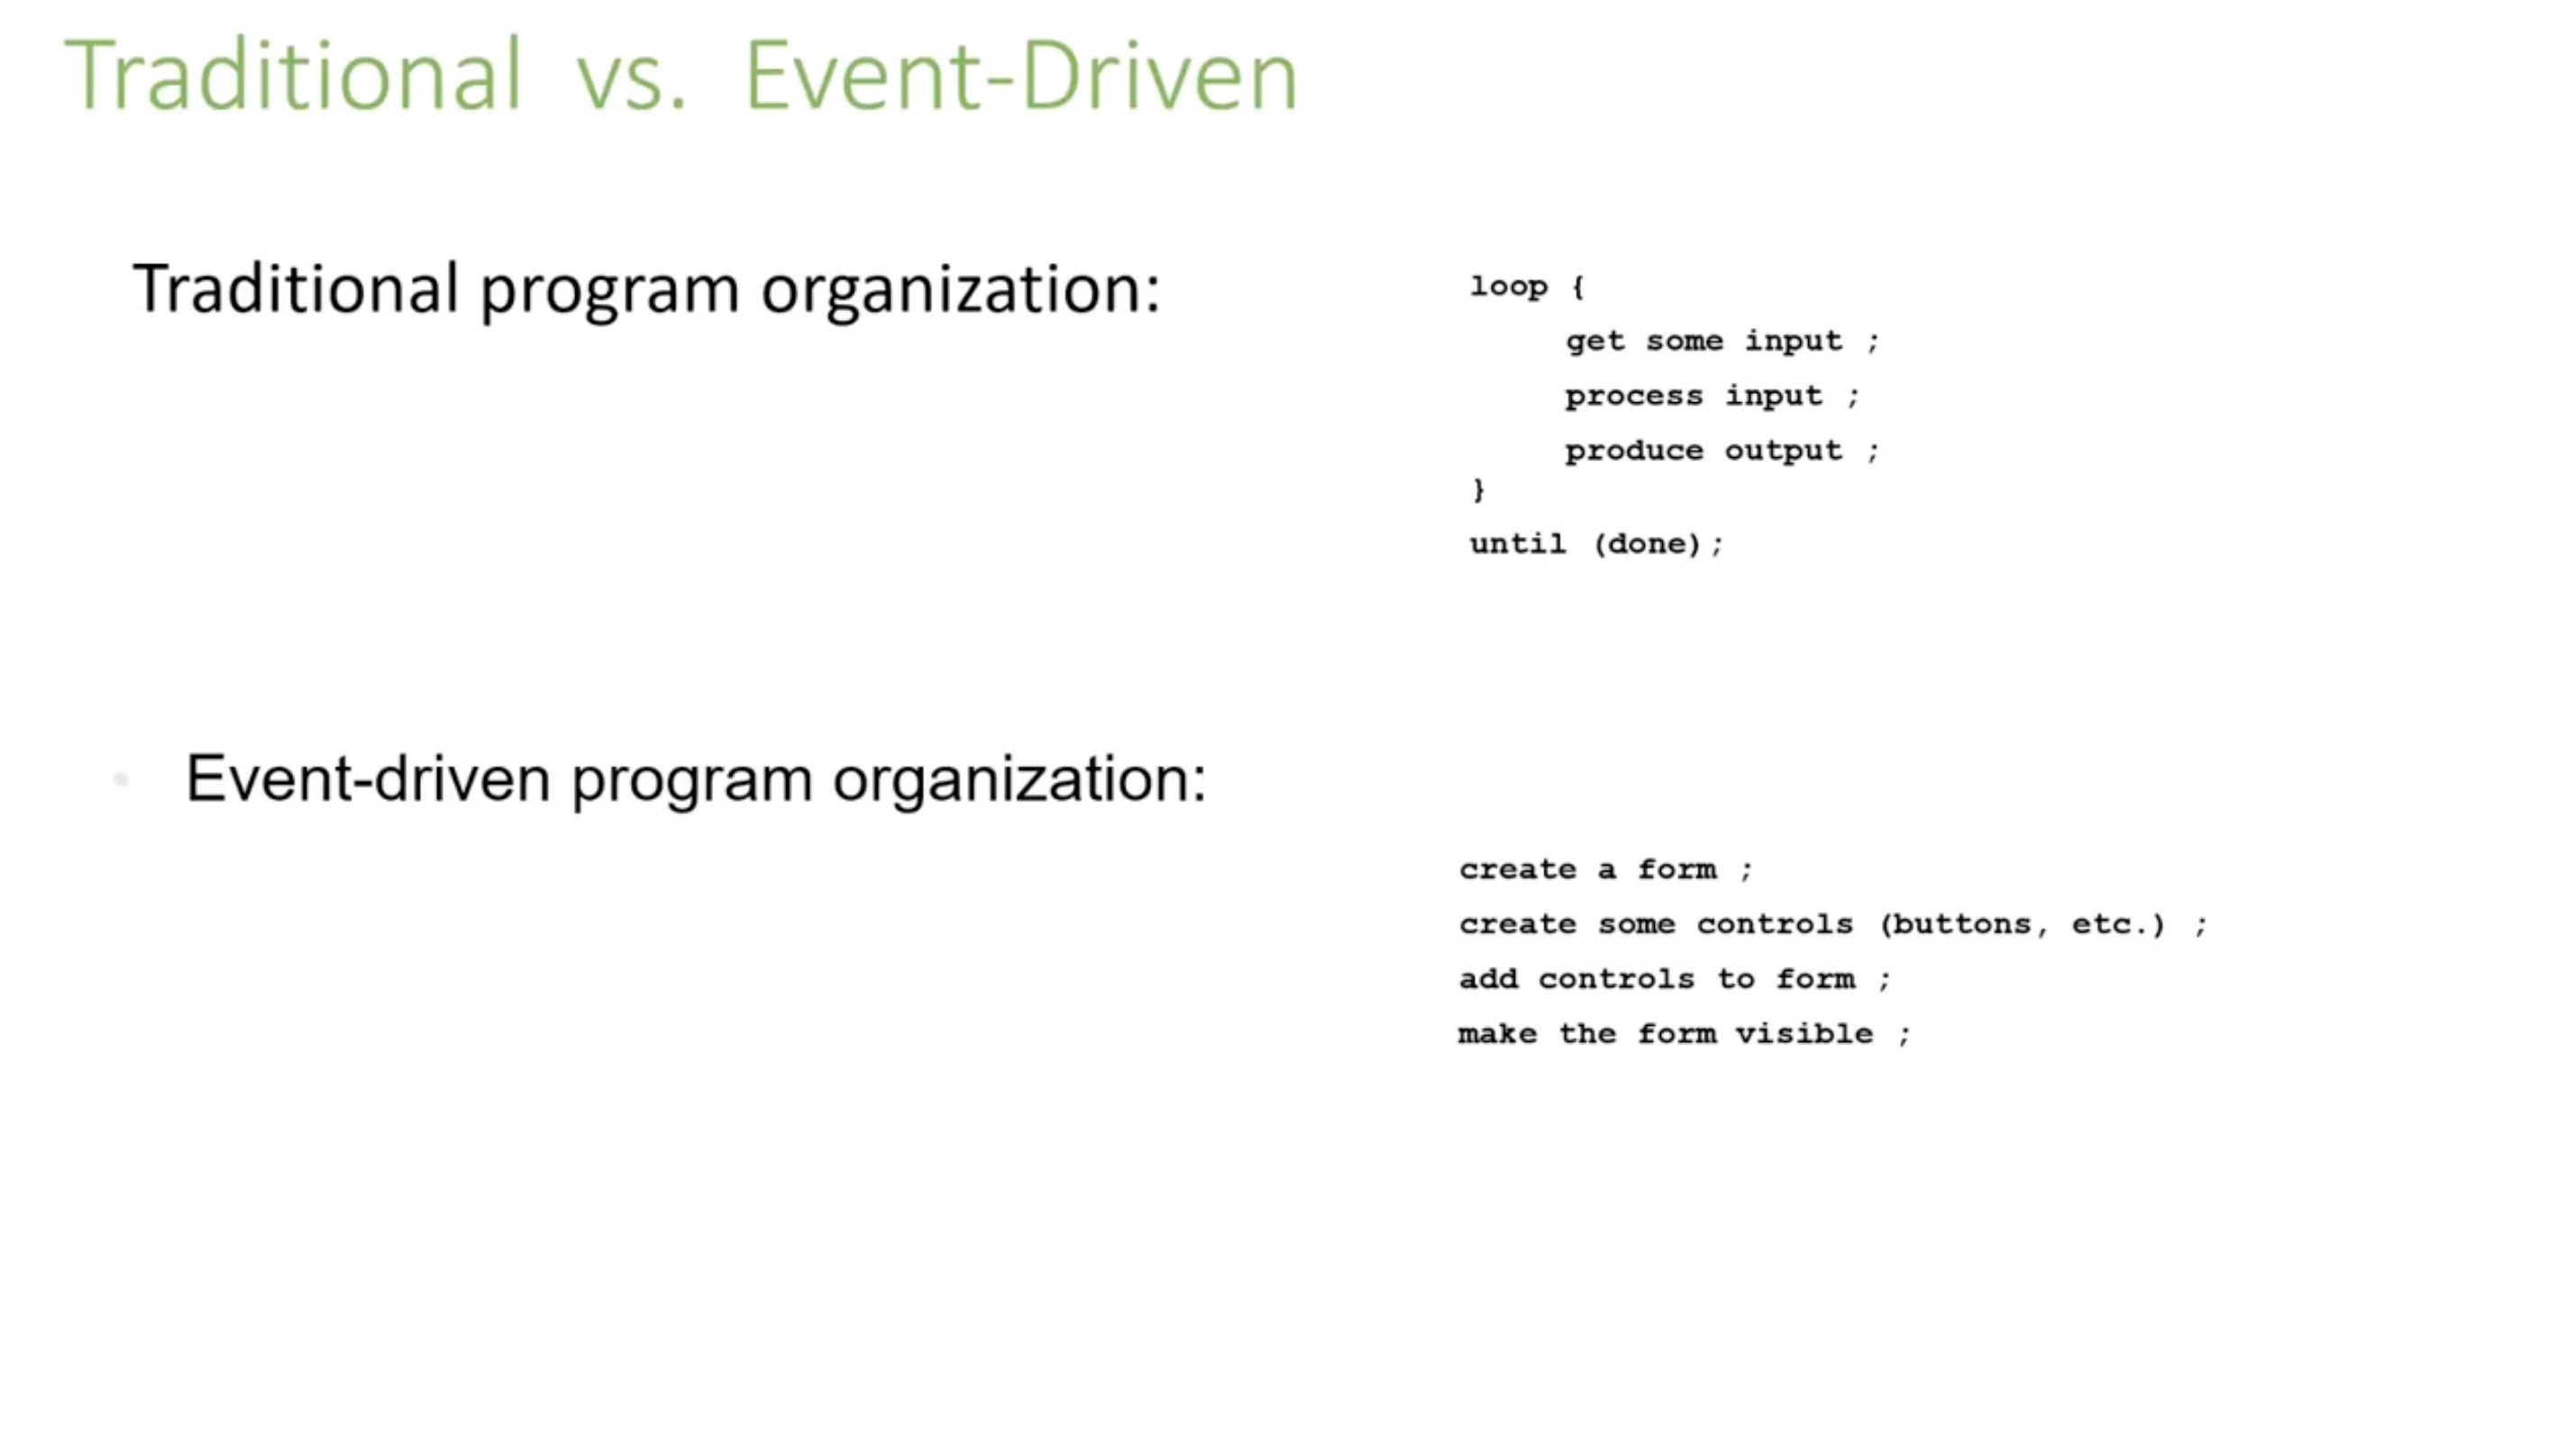 Traditional vs. Event-Driven
Traditional program organization:
loop {
get some input ;
process input ;
produce output ;
}
until (done);
• Event-driven program organization:
create a form ;
create some controls (buttons, etc.) ;
add controls to form ;
make the form visible ;